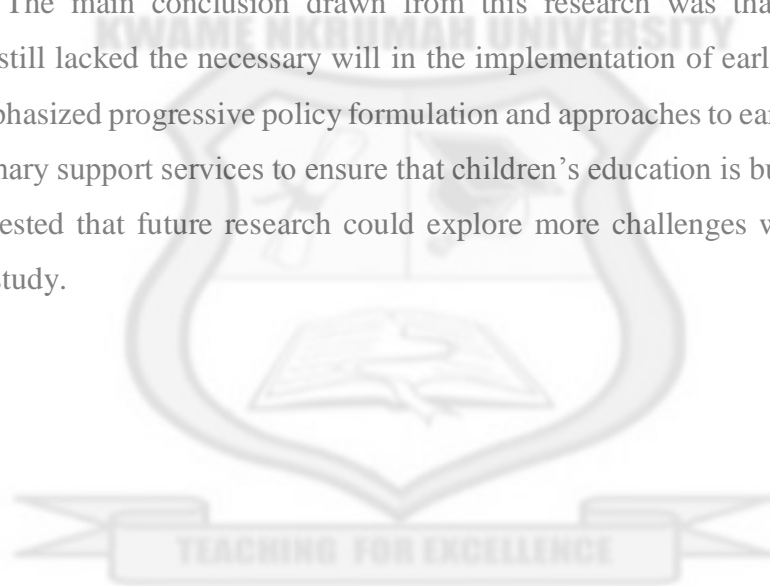 The main conclusion drawn from this research was tha
KWAME NKRUMAH UNIVERSITY
still lacked the necessary will in the implementation of earl
phasized progressive policy formulation and approaches to ear
nary support services to ensure that children’s education is bu
ested that future research could explore more challenges w
study.
TEACHING FOR EXCELLENCE